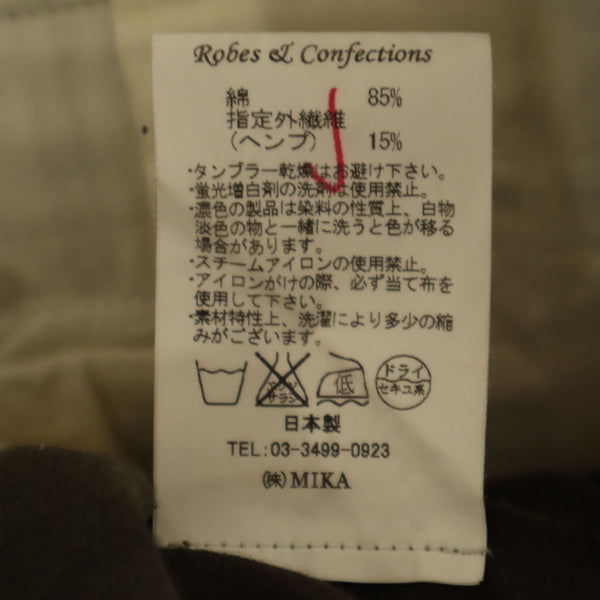 Robes & Confections
綿 85%
指定外繊維
(ヘンプ) 15%
・タンブラー乾燥はお避け下さい。
・蛍光増白剤の洗剤は使用禁止。
・濃色の製品は染料の性質上、白物
淡色の物と一緒に洗うと色が移る
場合があります。
・スチームアイロンの使用禁止。
・アイロンがけの際、必ず当て布を
使用して下さい。
・素材特性上、洗濯により多少の縮
みがございます。
エンソ サラシ 低 ドライ セキユ系
日本製
TEL:03-3499-0923
㈱ MIKA